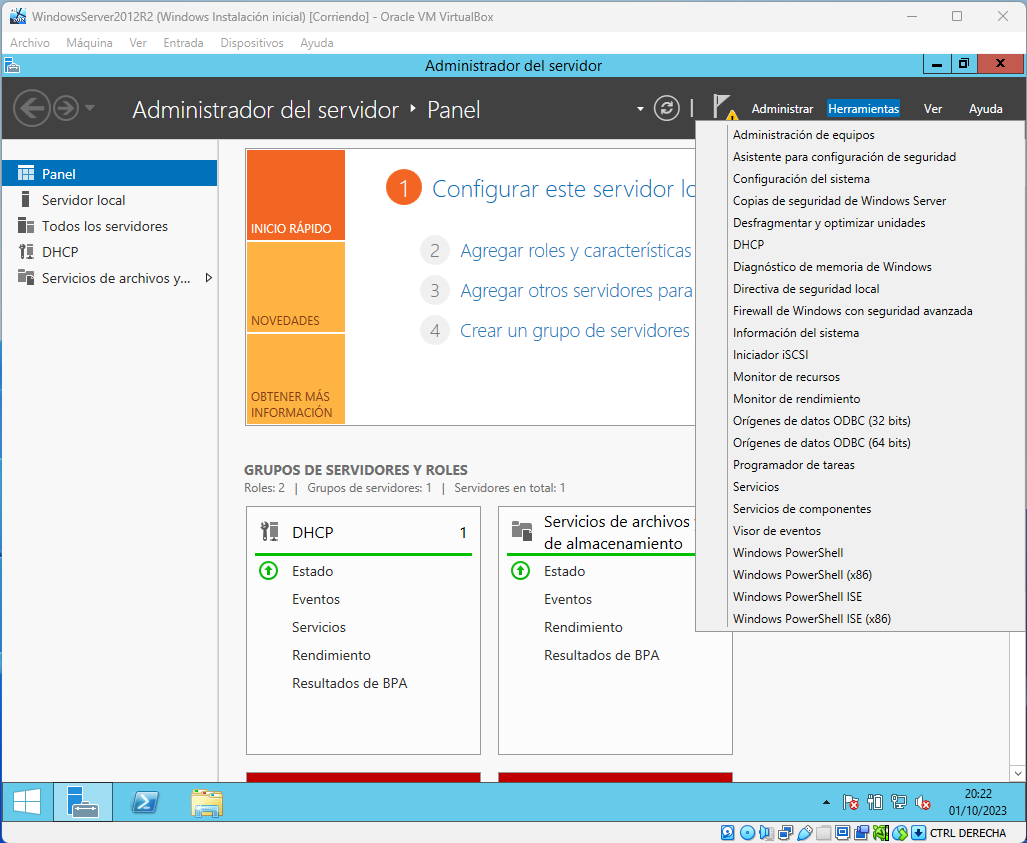 WindowsServer2012R2 (Windows Instalación inicial) [Corriendo] - Oracle VM VirtualBox
Archivo Máquina Ver Entrada Dispositivos Ayuda
Administrador del servidor
Administrador del servidor ‣ Panel
Administrar Herramientas Ver Ayuda
Panel
Servidor local
Todos los servidores
DHCP
Servicios de archivos y...
INICIO RÁPIDO
NOVEDADES
OBTENER MÁS
INFORMACIÓN
1 Configurar este servidor lo
2 Agregar roles y características
3 Agregar otros servidores para
4 Crear un grupo de servidores
GRUPOS DE SERVIDORES Y ROLES
Roles: 2 | Grupos de servidores: 1 | Servidores en total: 1
DHCP 1
Estado
Eventos
Servicios
Rendimiento
Resultados de BPA
Servicios de archivos
de almacenamiento
Estado
Eventos
Rendimiento
Resultados de BPA
Administración de equipos
Asistente para configuración de seguridad
Configuración del sistema
Copias de seguridad de Windows Server
Desfragmentar y optimizar unidades
DHCP
Diagnóstico de memoria de Windows
Directiva de seguridad local
Firewall de Windows con seguridad avanzada
Información del sistema
Iniciador iSCSI
Monitor de recursos
Monitor de rendimiento
Orígenes de datos ODBC (32 bits)
Orígenes de datos ODBC (64 bits)
Programador de tareas
Servicios
Servicios de componentes
Visor de eventos
Windows PowerShell
Windows PowerShell (x86)
Windows PowerShell ISE
Windows PowerShell ISE (x86)
20:22
01/10/2023
CTRL DERECHA